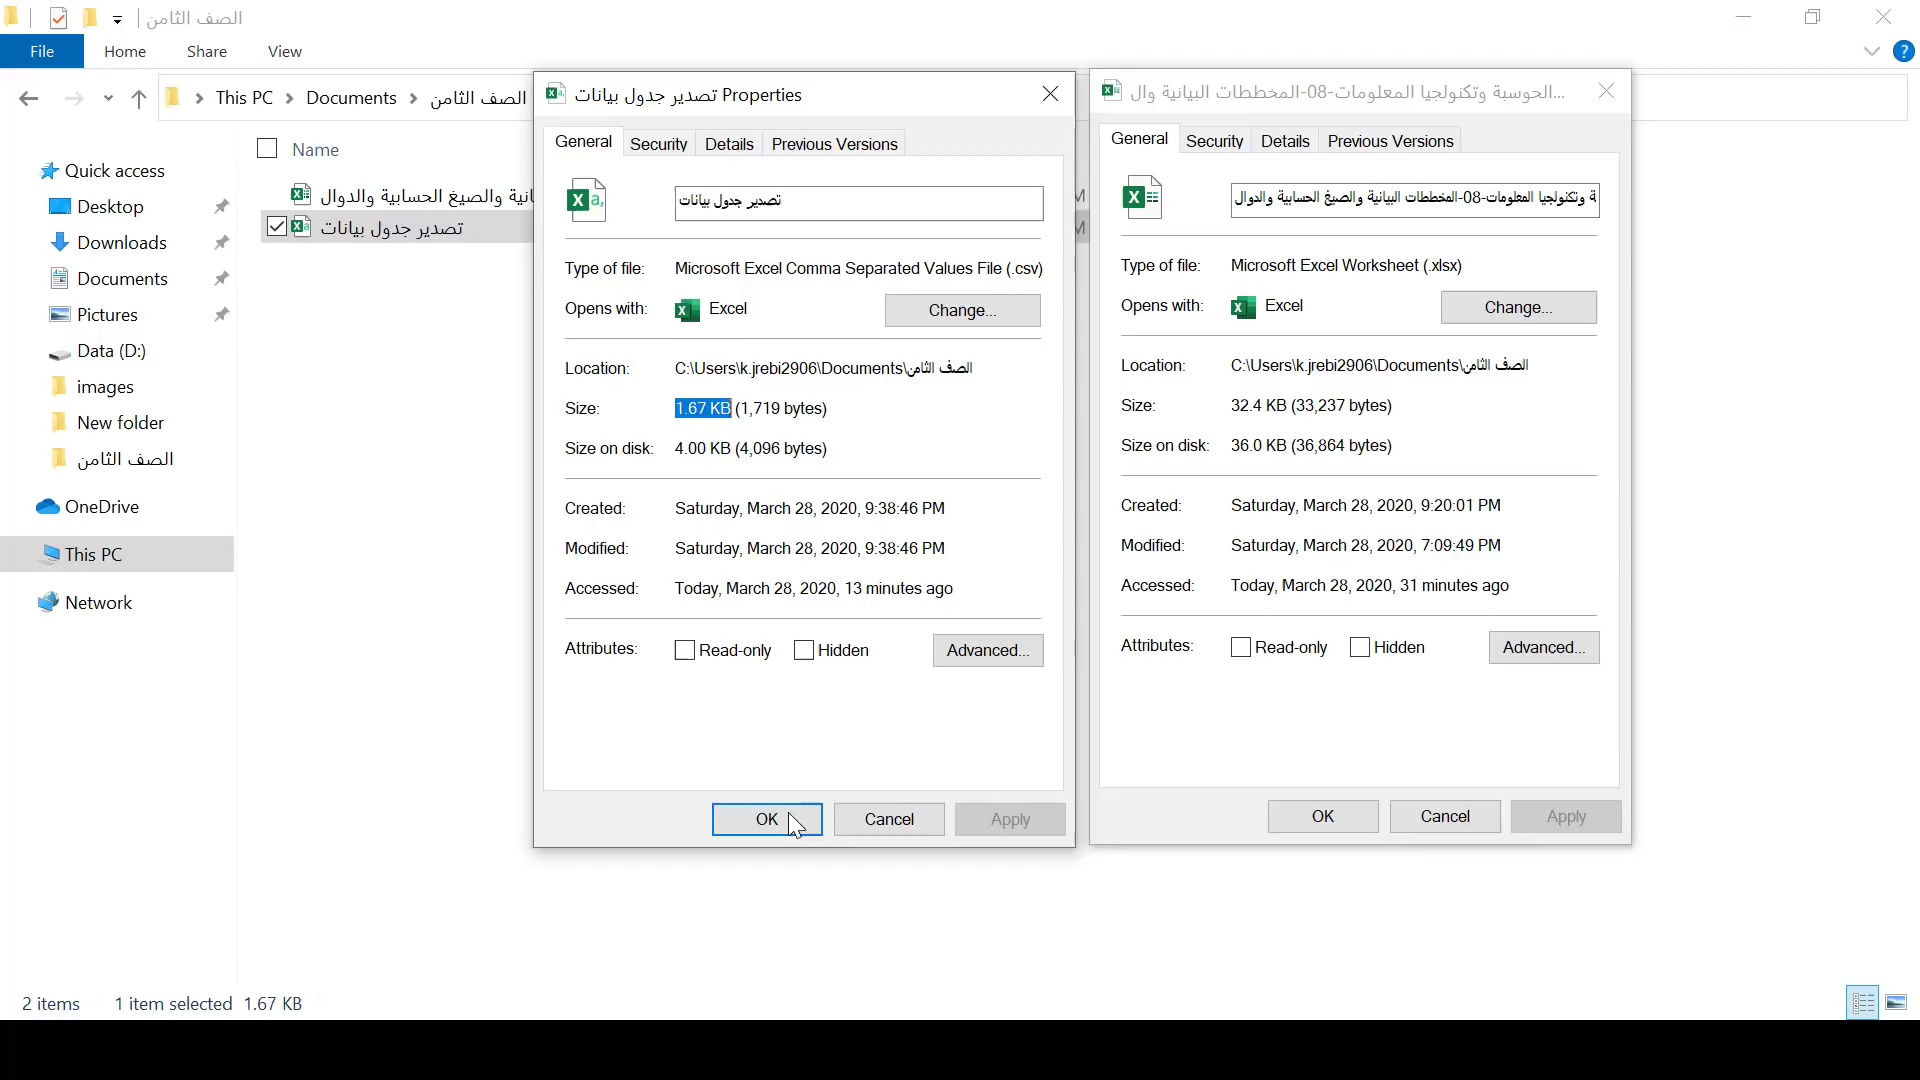 الصف الثامن
File
Home
Share
View
This PC
Documents
الصف الثامن
Name
انية والصيغ الحسابية والدوال
تصدير جدول بيانات
M
M
Quick access
Desktop
Downloads
Documents
Pictures
Data (D:)
images
New folder
الصف الثامن
OneDrive
This PC
Network
تصدير جدول بيانات Properties
General
Security
Details
Previous Versions
تصدير جدول بيانات
Type of file: Microsoft Excel Comma Separated Values File (.csv)
Opens with: Excel
Change...
Location: C:\Users\k.jrebi2906\Documents\الصف الثامن
Size: 1.67 KB (1,719 bytes)
Size on disk: 4.00 KB (4,096 bytes)
Created: Saturday, March 28, 2020, 9:38:46 PM
Modified: Saturday, March 28, 2020, 9:38:46 PM
Accessed: Today, March 28, 2020, 13 minutes ago
Attributes: Read-only Hidden Advanced...
OK
Cancel
Apply
الحوسبة وتكنولجيا المعلومات-08-المخططات البيانية وال...
General
Security
Details
Previous Versions
ة وتكنولجيا المعلومات-08-المخططات البيانية والصيغ الحسابية والدوال
Type of file: Microsoft Excel Worksheet (.xlsx)
Opens with: Excel
Change...
Location: C:\Users\k.jrebi2906\Documents\الصف الثامن
Size: 32.4 KB (33,237 bytes)
Size on disk: 36.0 KB (36,864 bytes)
Created: Saturday, March 28, 2020, 9:20:01 PM
Modified: Saturday, March 28, 2020, 7:09:49 PM
Accessed: Today, March 28, 2020, 31 minutes ago
Attributes: Read-only Hidden Advanced...
OK
Cancel
Apply
2 items
1 item selected 1.67 KB